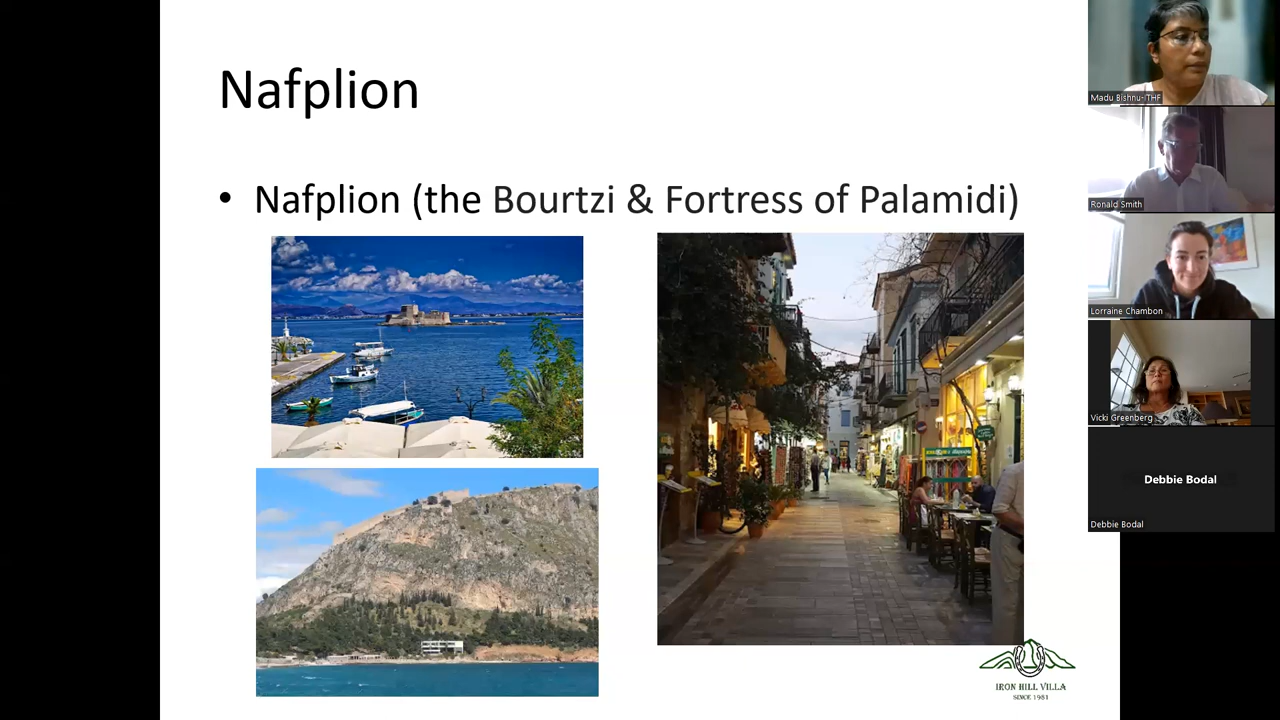 Nafplion
• Nafplion (the Bourtzi & Fortress of Palamidi)
IRON HILL VILLA
SINCE 1981
Madu Bishnu-ITHF
Ronald Smith
Lorraine Chambon
Vicki Greenberg
Debbie Bodal
Debbie Bodal